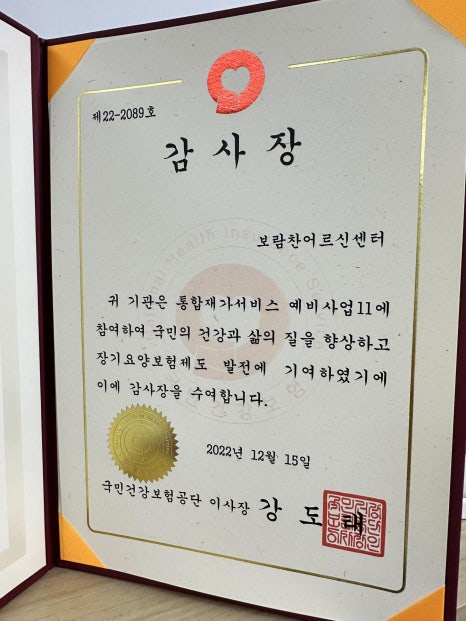 제22-2089호
감사장
보람찬어르신센터
귀 기관은 통합재가서비스 예비사업11에
참여하여 국민의 건강과 삶의 질을 향상하고
장기요양보험제도 발전에 기여하였기에
이에 감사장을 수여합니다.
2022년 12월 15일
국민건강보험공단 이사장 강 도 태